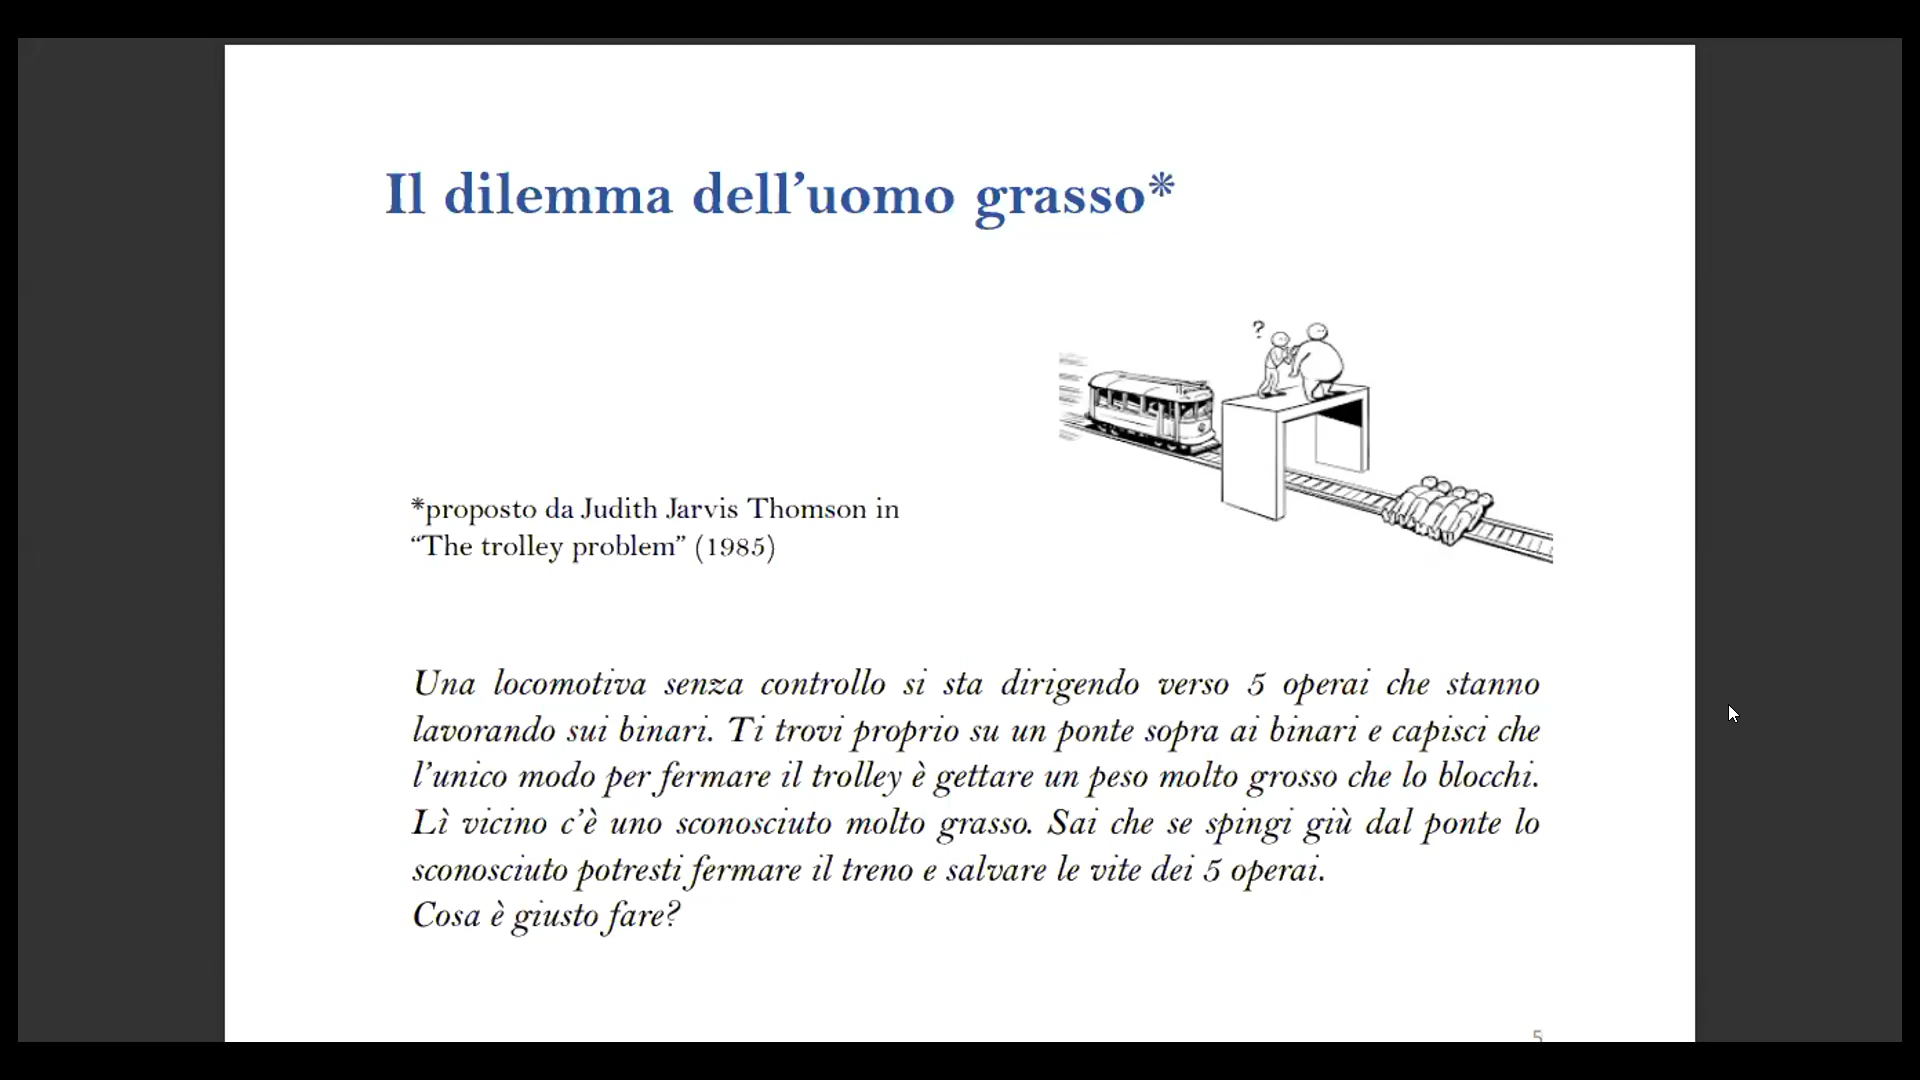 Il dilemma dell’uomo grasso*
?
*proposto da Judith Jarvis Thomson in
“The trolley problem” (1985)
Una locomotiva senza controllo si sta dirigendo verso 5 operai che stanno
lavorando sui binari. Ti trovi proprio su un ponte sopra ai binari e capisci che
l’unico modo per fermare il trolley è gettare un peso molto grosso che lo blocchi.
Lì vicino c’è uno sconosciuto molto grasso. Sai che se spingi giù dal ponte lo
sconosciuto potresti fermare il treno e salvare le vite dei 5 operai.
Cosa è giusto fare?
5